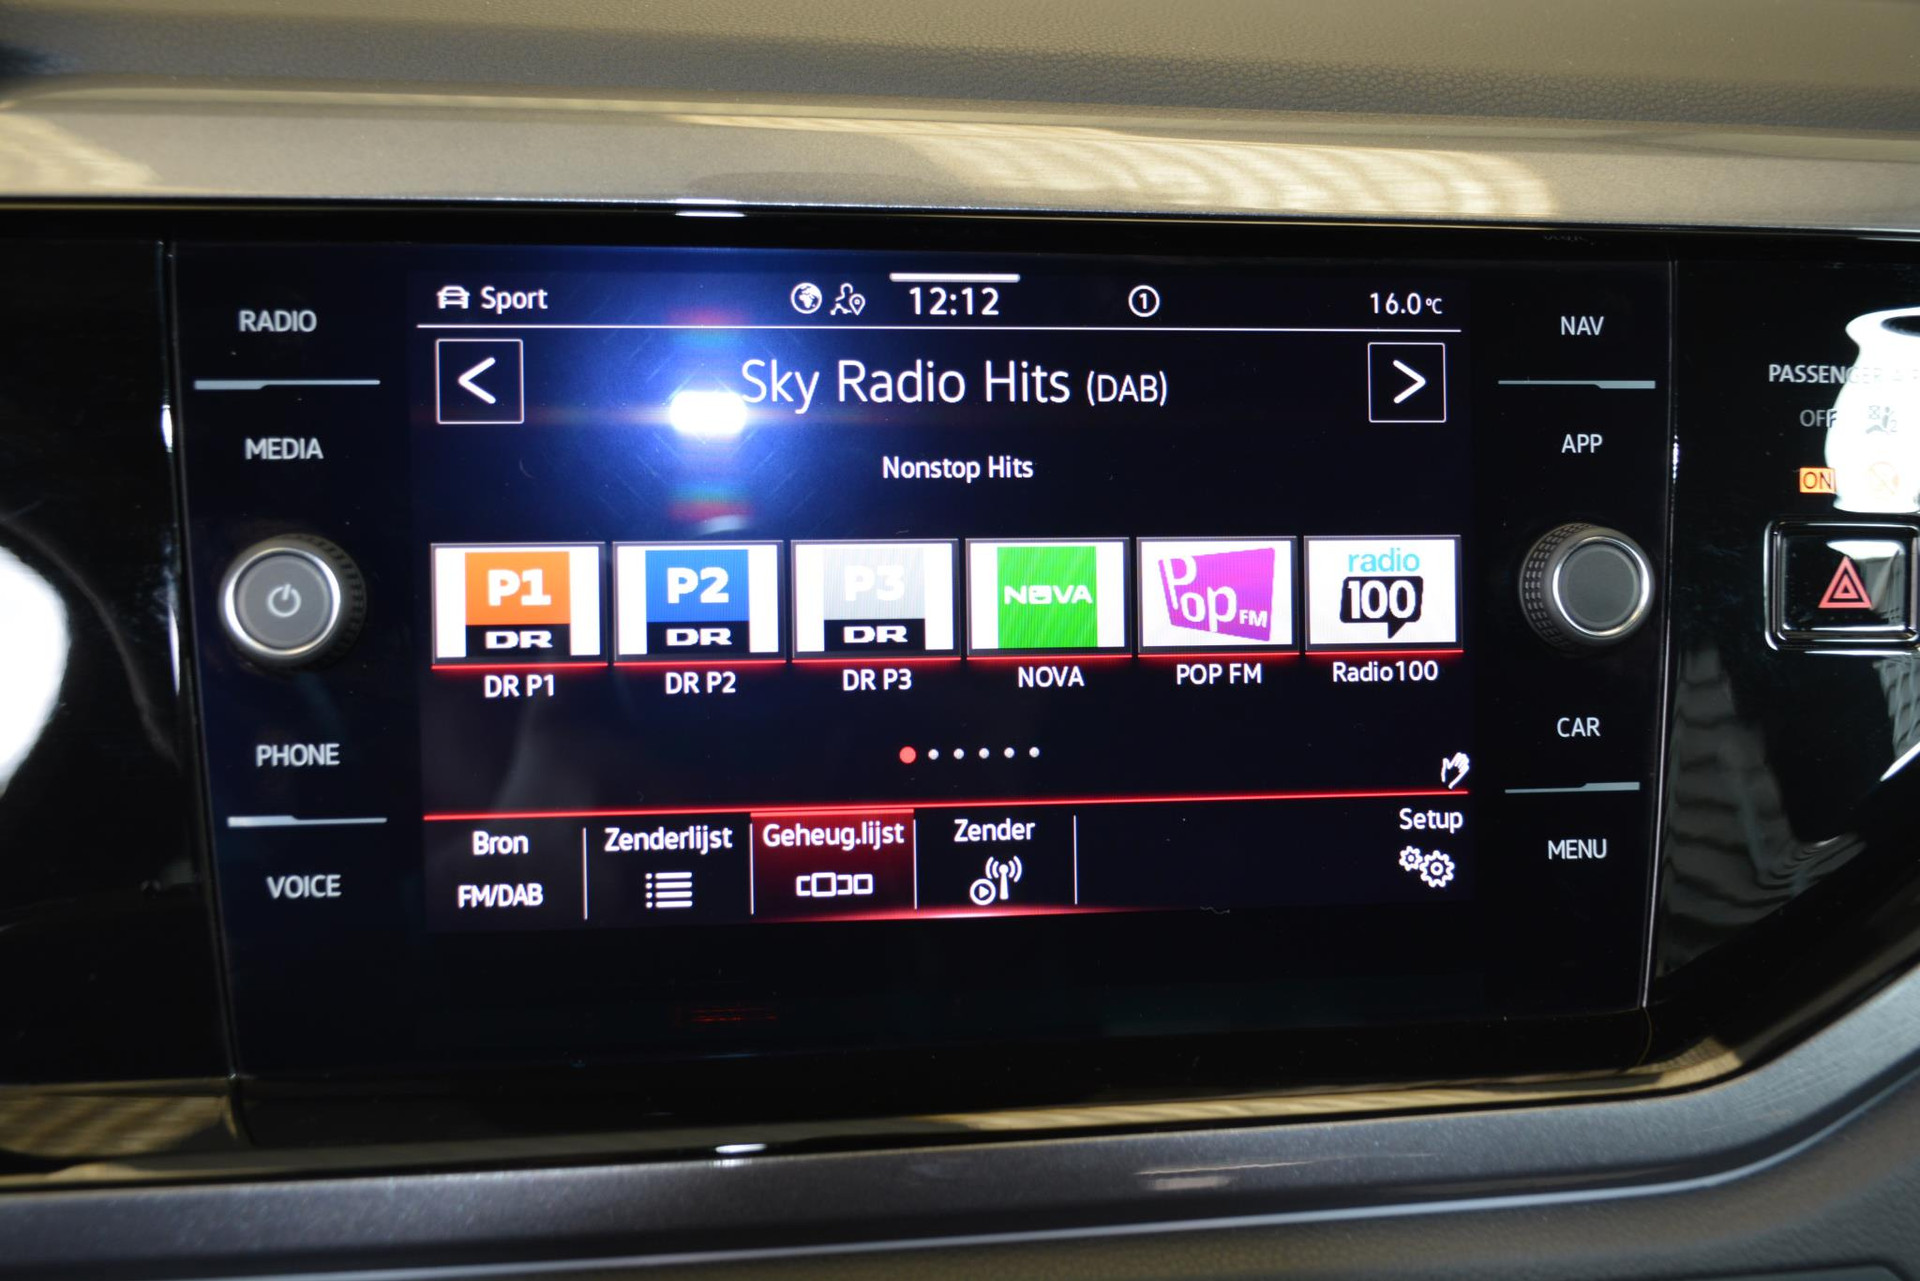 RADIO
MEDIA
PHONE
VOICE
Sport
12:12
1
16.0°C
< Sky Radio Hits (DAB) >
Nonstop Hits
P1 DR
P2 DR
P3 DR
NOVA
Pop FM
radio 100
DR P1
DR P2
DR P3
NOVA
POP FM
Radio100
Bron
FM/DAB
Zenderlijst
Geheug.lijst
Zender
Setup
NAV
APP
CAR
MENU
OFF
ON